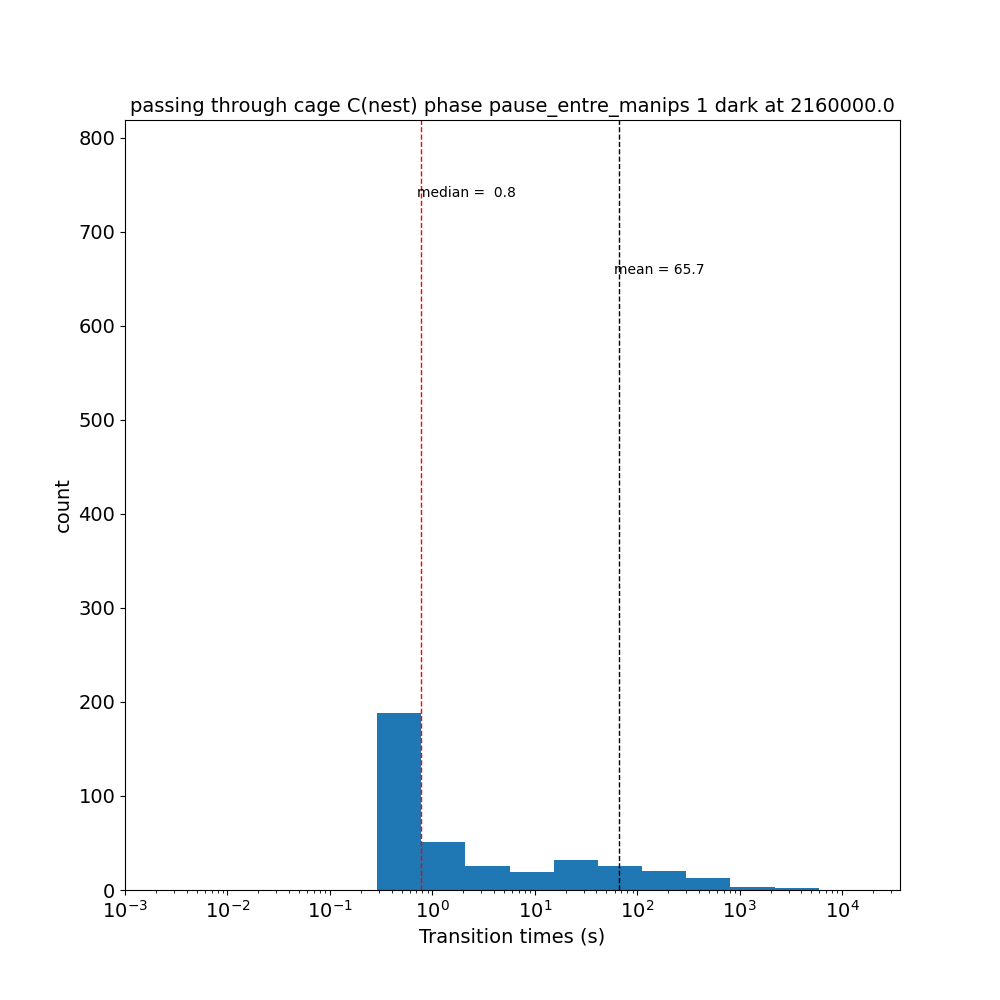 passing through cage C(nest) phase pause_entre_manips 1 dark at 2160000.0
800
median =  0.8
700
mean = 65.7
600
500
400
count
300
200
100
0
10⁻³ 10⁻² 10⁻¹ 10⁰ 10¹ 10² 10³ 10⁴
Transition times (s)